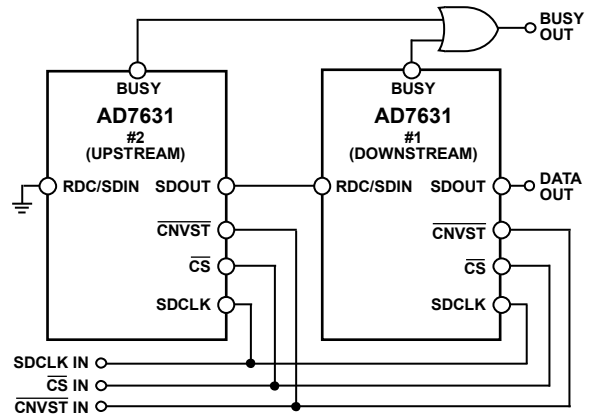 BUSY
OUT
BUSY
AD7631
#2
(UPSTREAM)
RDC/SDIN SDOUT
CNVST
CS
SDCLK
BUSY
AD7631
#1
(DOWNSTREAM)
RDC/SDIN SDOUT
CNVST
CS
SDCLK
DATA
OUT
SDCLK IN
CS IN
CNVST IN